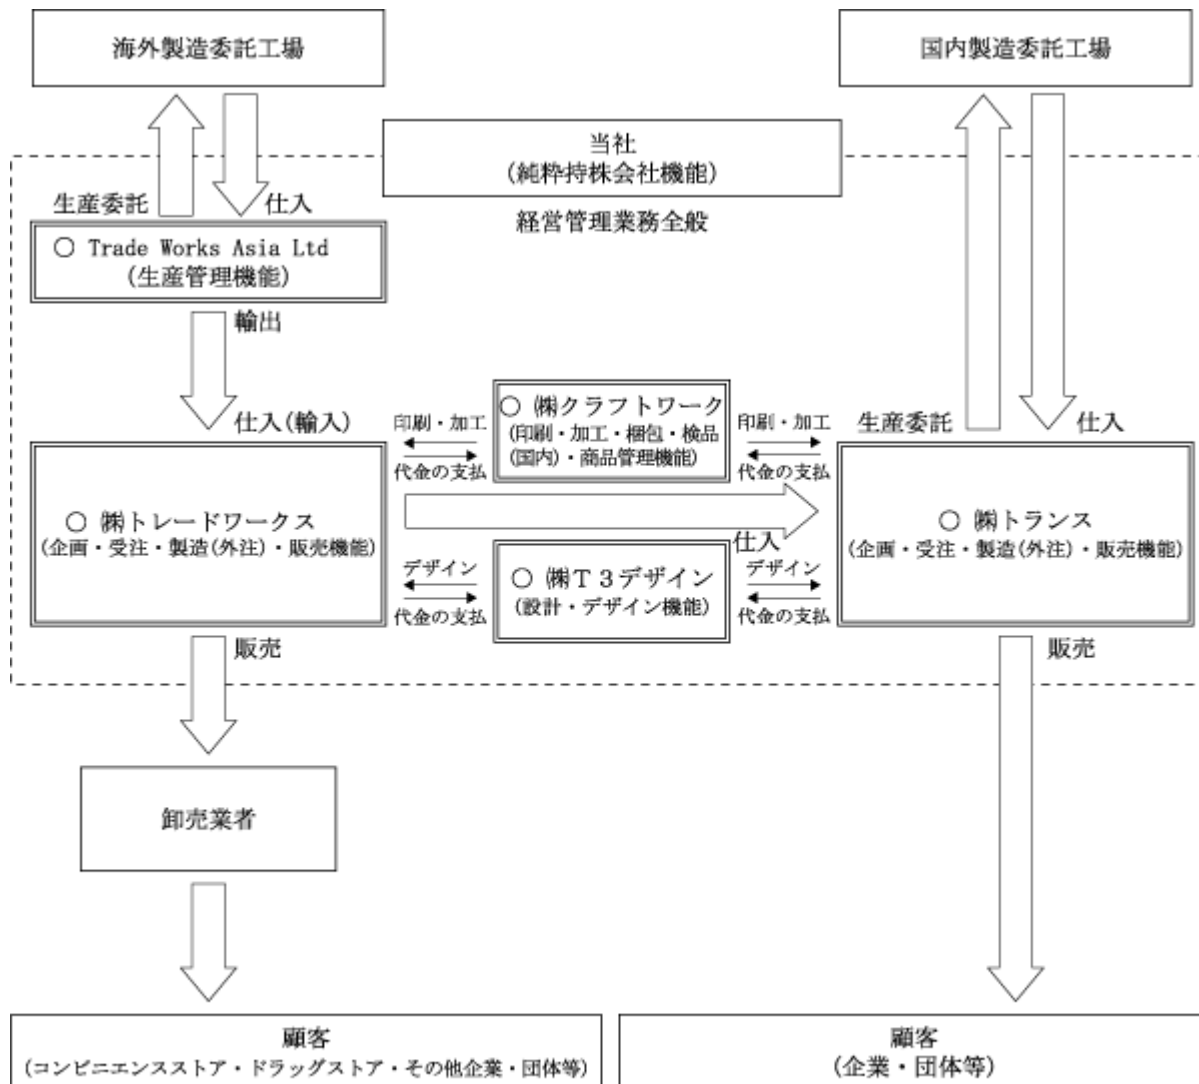 海外製造委託工場
国内製造委託工場
当社
(純粋持株会社機能)
経営管理業務全般
生産委託
仕入
○ Trade Works Asia Ltd
(生産管理機能)
輸出
仕入(輸入)
印刷・加工
代金の支払
○ ㈱クラフトワーク
(印刷・加工・梱包・検品
(国内)・商品管理機能)
印刷・加工
代金の支払
生産委託
仕入
○ ㈱トレードワークス
(企画・受注・製造(外注)・販売機能)
仕入
○ ㈱トランス
(企画・受注・製造(外注)・販売機能)
デザイン
代金の支払
○ ㈱T3デザイン
(設計・デザイン機能)
デザイン
代金の支払
販売
販売
卸売業者
顧客
(コンビニエンスストア・ドラッグストア・その他企業・団体等)
顧客
(企業・団体等)